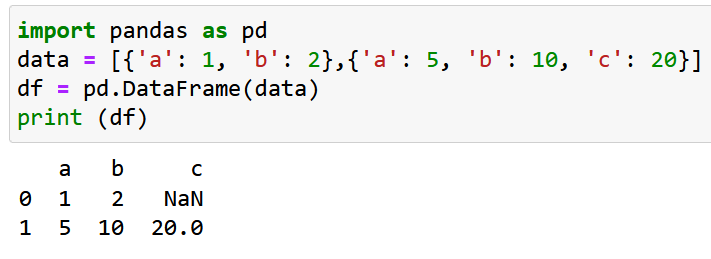 import pandas as pd
data = [{'a': 1, 'b': 2},{'a': 5, 'b': 10, 'c': 20}]
df = pd.DataFrame(data)
print (df)
   a   b     c
0  1   2   NaN
1  5  10  20.0